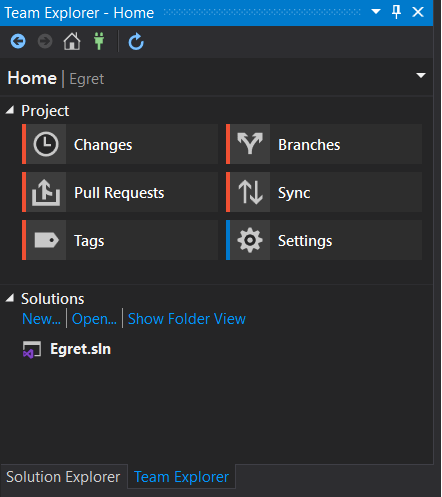 Team Explorer - Home
Home | Egret
Project
Changes
Branches
Pull Requests
Sync
Tags
Settings
Solutions
New... | Open... | Show Folder View
Egret.sln
Solution Explorer Team Explorer